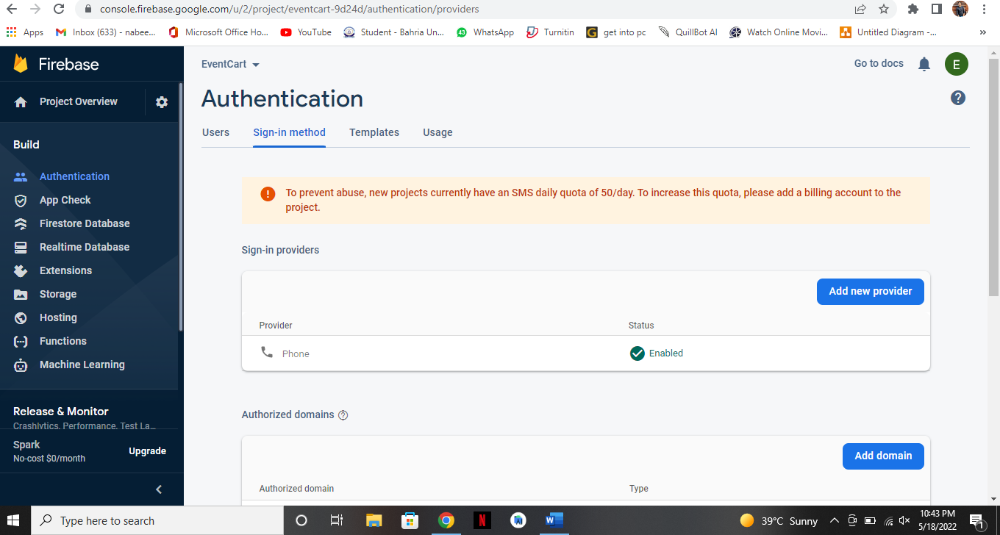 console.firebase.google.com/u/2/project/eventcart-9d24d/authentication/providers
Apps
Inbox (633) - nabee...
Microsoft Office Ho...
YouTube
Student - Bahria Un...
43
WhatsApp
Turnitin
G
get into pc
QuillBot AI
Watch Online Movi...
Untitled Diagram -...
»
Firebase
Project Overview
Build
Authentication
App Check
Firestore Database
Realtime Database
Extensions
Storage
Hosting
Functions
Machine Learning
Release & Monitor
Crashlytics, Performance, Test La...
Spark
No-cost $0/month
Upgrade
EventCart
Go to docs
E
Authentication
?
Users
Sign-in method
Templates
Usage
To prevent abuse, new projects currently have an SMS daily quota of 50/day. To increase this quota, please add a billing account to the
project.
Sign-in providers
Add new provider
Provider
Status
Phone
Enabled
Authorized domains
?
Add domain
Authorized domain
Type
Type here to search
N
W
39°C Sunny
10:43 PM
5/18/2022
1